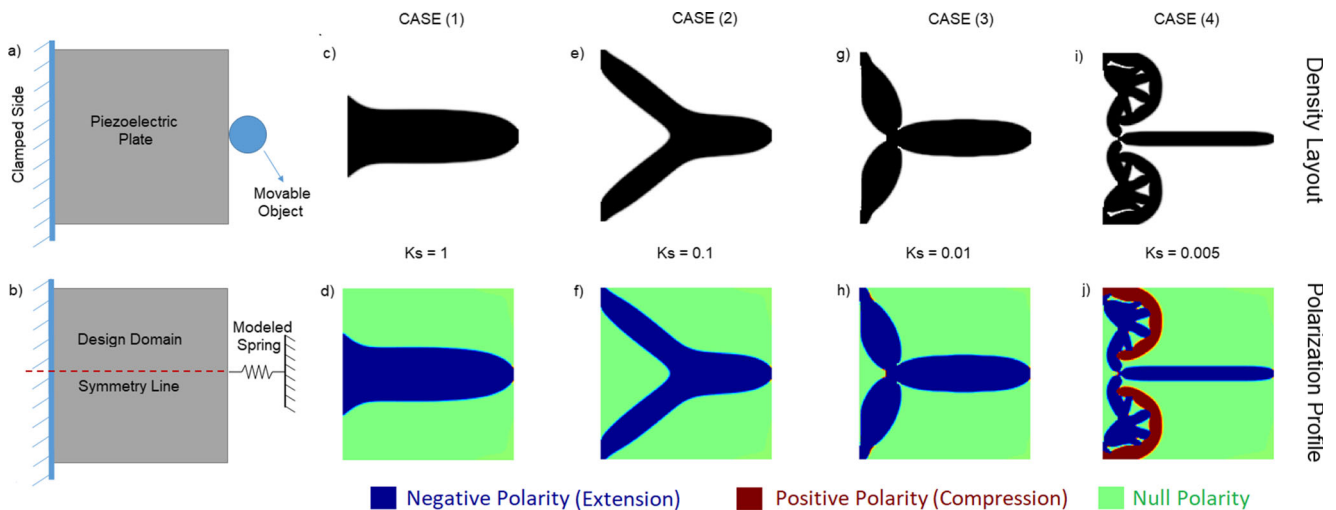 CASE (1)
CASE (2)
CASE (3)
CASE (4)
a)
c)
e)
g)
i)
Clamped Side
Piezoelectric
Plate
Movable
Object
Density Layout
Ks = 1
Ks = 0.1
Ks = 0.01
Ks = 0.005
b)
d)
f)
h)
j)
Design Domain
Symmetry Line
Modeled
Spring
Polarization Profile
Negative Polarity (Extension)
Positive Polarity (Compression)
Null Polarity